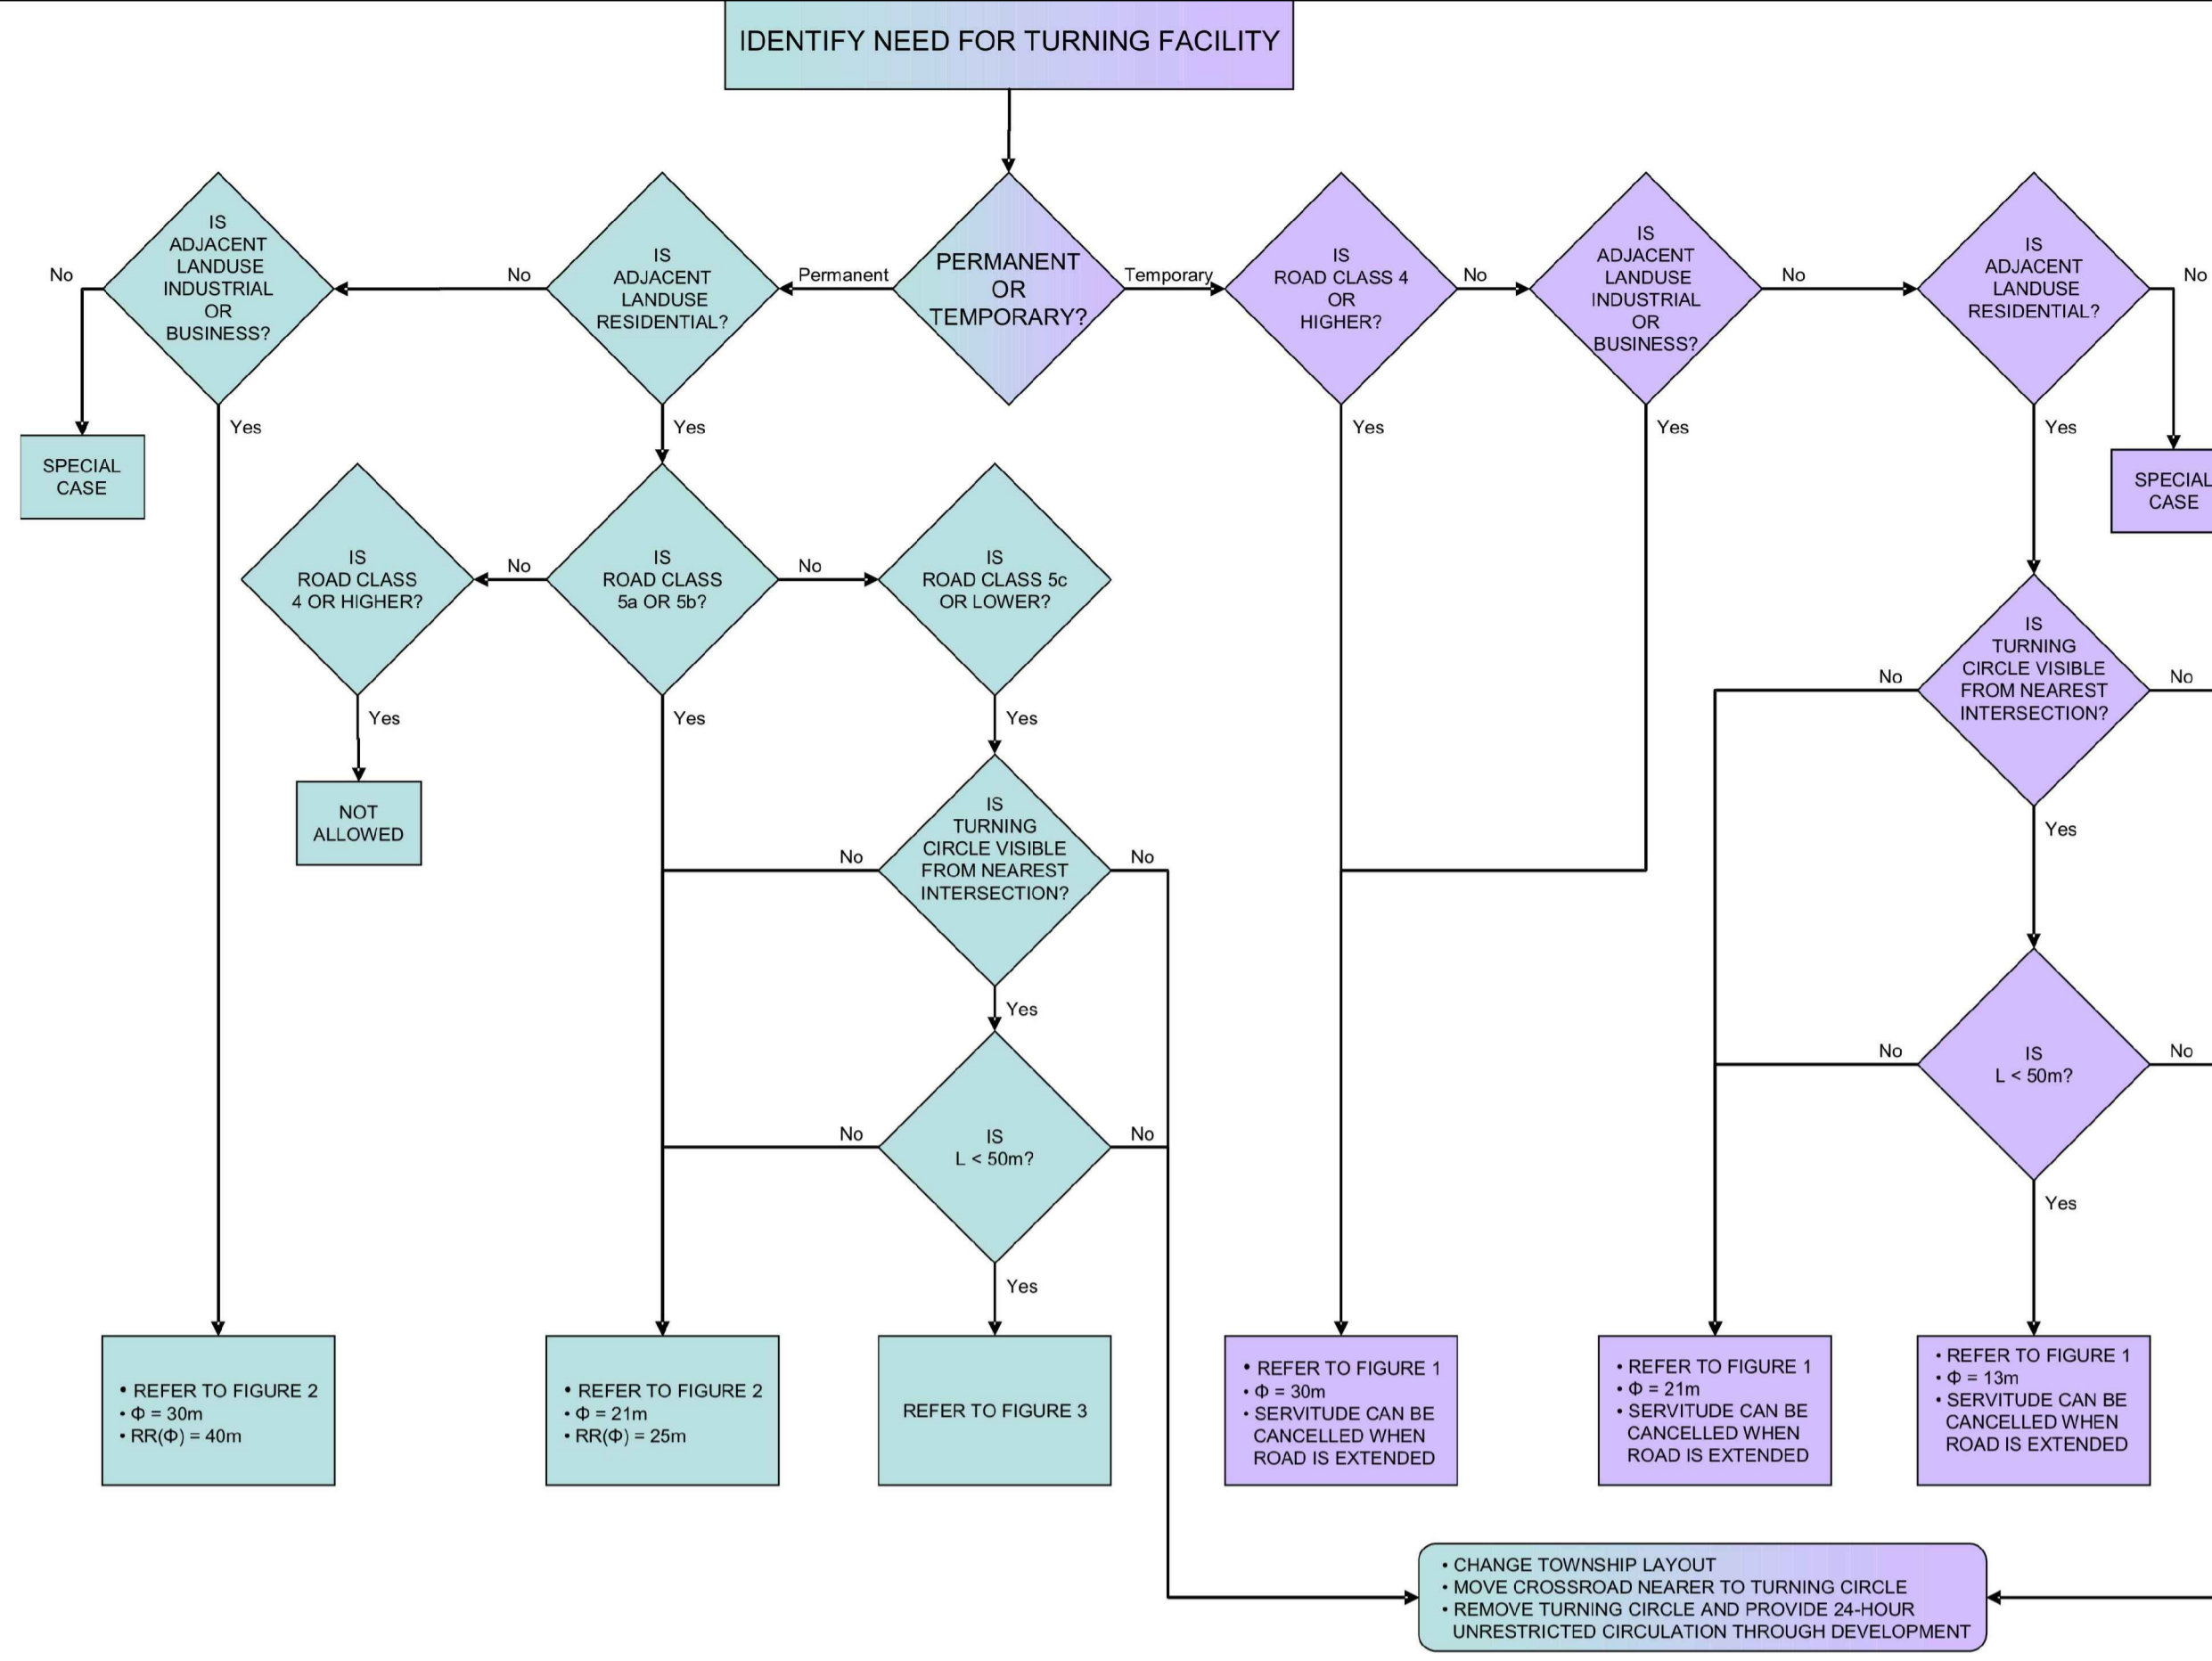 IDENTIFY NEED FOR TURNING FACILITY
IS
ADJACENT
LANDUSE
INDUSTRIAL
OR
BUSINESS?
No
Yes
No
IS
ADJACENT
LANDUSE
RESIDENTIAL?
Yes
Permanent
PERMANENT
OR
TEMPORARY?
Temporary
IS
ROAD CLASS 4
OR
HIGHER?
Yes
No
IS
ADJACENT
LANDUSE
INDUSTRIAL
OR
BUSINESS?
Yes
No
IS
ADJACENT
LANDUSE
RESIDENTIAL?
Yes
No
SPECIAL
CASE
SPECIAL
CASE
IS
ROAD CLASS
4 OR HIGHER?
Yes
No
IS
ROAD CLASS
5a OR 5b?
Yes
No
IS
ROAD CLASS 5c
OR LOWER?
Yes
NOT
ALLOWED
No
IS
TURNING
CIRCLE VISIBLE
FROM NEAREST
INTERSECTION?
No
Yes
No
IS
TURNING
CIRCLE VISIBLE
FROM NEAREST
INTERSECTION?
No
Yes
No
IS
L < 50m?
No
Yes
No
IS
L < 50m?
No
Yes
• REFER TO FIGURE 2
• Φ = 30m
• RR(Φ) = 40m
• REFER TO FIGURE 2
• Φ = 21m
• RR(Φ) = 25m
REFER TO FIGURE 3
• REFER TO FIGURE 1
• Φ = 30m
• SERVITUDE CAN BE
CANCELLED WHEN
ROAD IS EXTENDED
• REFER TO FIGURE 1
• Φ = 21m
• SERVITUDE CAN BE
CANCELLED WHEN
ROAD IS EXTENDED
• REFER TO FIGURE 1
• Φ = 13m
• SERVITUDE CAN BE
CANCELLED WHEN
ROAD IS EXTENDED
• CHANGE TOWNSHIP LAYOUT
• MOVE CROSSROAD NEARER TO TURNING CIRCLE
• REMOVE TURNING CIRCLE AND PROVIDE 24-HOUR
UNRESTRICTED CIRCULATION THROUGH DEVELOPMENT